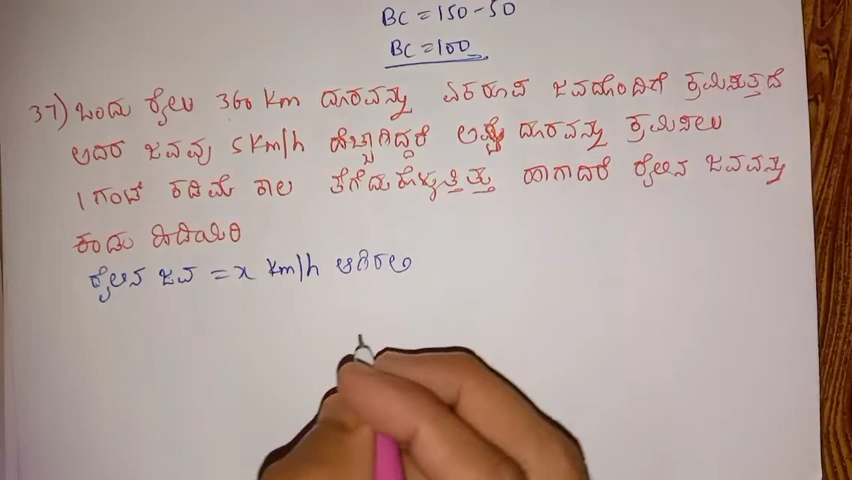 BC = 150 - 50
BC = 100
37) ಒಂದು ರೈಲು 360 Km ದೂರವನ್ನು ಏಕರೂಪ ಜವದೊಂದಿಗೆ ಕ್ರಮಿಸುತ್ತದೆ
ಅದರ ಜವವು 5 Km/h ಹೆಚ್ಚಾಗಿದ್ದರೆ ಅಷ್ಟೇ ದೂರವನ್ನು ಕ್ರಮಿಸಲು
1 ಗಂಟೆ ಕಡಿಮೆ ಕಾಲ ತೆಗೆದುಕೊಳ್ಳುತ್ತಿತ್ತು ಹಾಗಾದರೆ ರೈಲಿನ ಜವವನ್ನು
ಕಂಡು ಹಿಡಿಯಿರಿ
ರೈಲಿನ ಜವ = x Km/h ಆಗಿರಲಿ